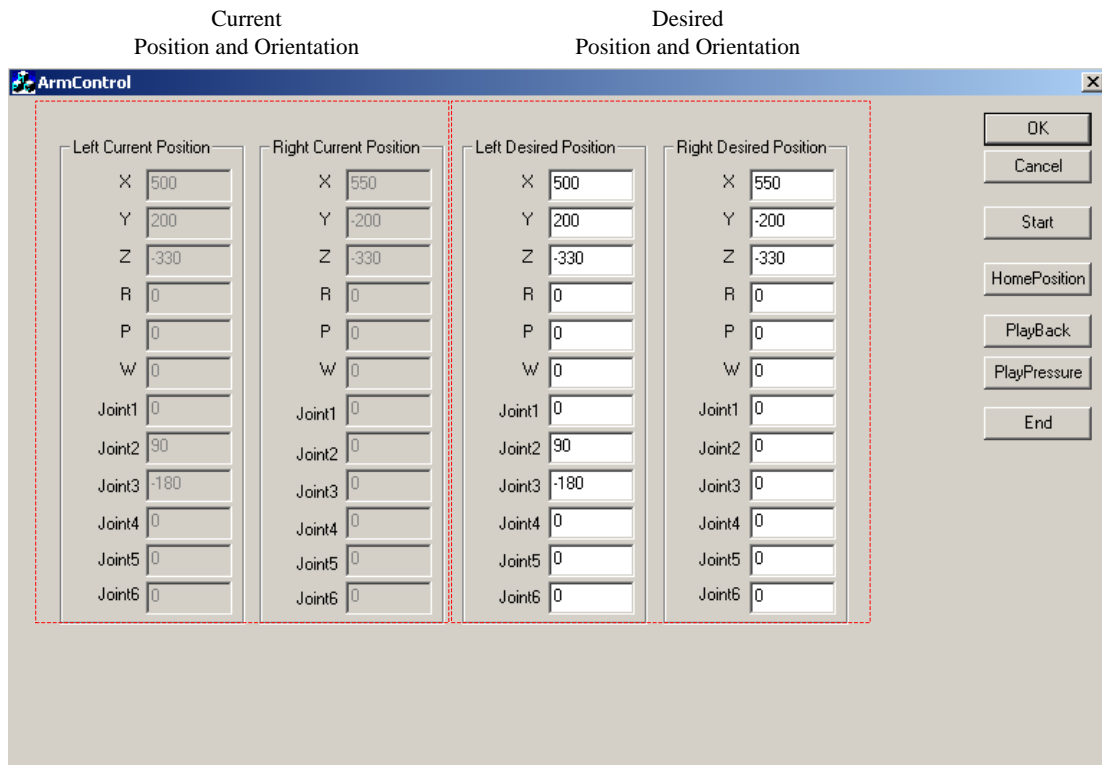 Current
Position and Orientation
Desired
Position and Orientation
ArmControl
Left Current Position
X 500
Y 200
Z -330
R 0
P 0
W 0
Joint1 0
Joint2 90
Joint3 -180
Joint4 0
Joint5 0
Joint6 0
Right Current Position
X 550
Y -200
Z -330
R 0
P 0
W 0
Joint1 0
Joint2 0
Joint3 0
Joint4 0
Joint5 0
Joint6 0
Left Desired Position
X 500
Y 200
Z -330
R 0
P 0
W 0
Joint1 0
Joint2 90
Joint3 -180
Joint4 0
Joint5 0
Joint6 0
Right Desired Position
X 550
Y -200
Z -330
R 0
P 0
W 0
Joint1 0
Joint2 0
Joint3 0
Joint4 0
Joint5 0
Joint6 0
OK
Cancel
Start
HomePosition
PlayBack
PlayPressure
End